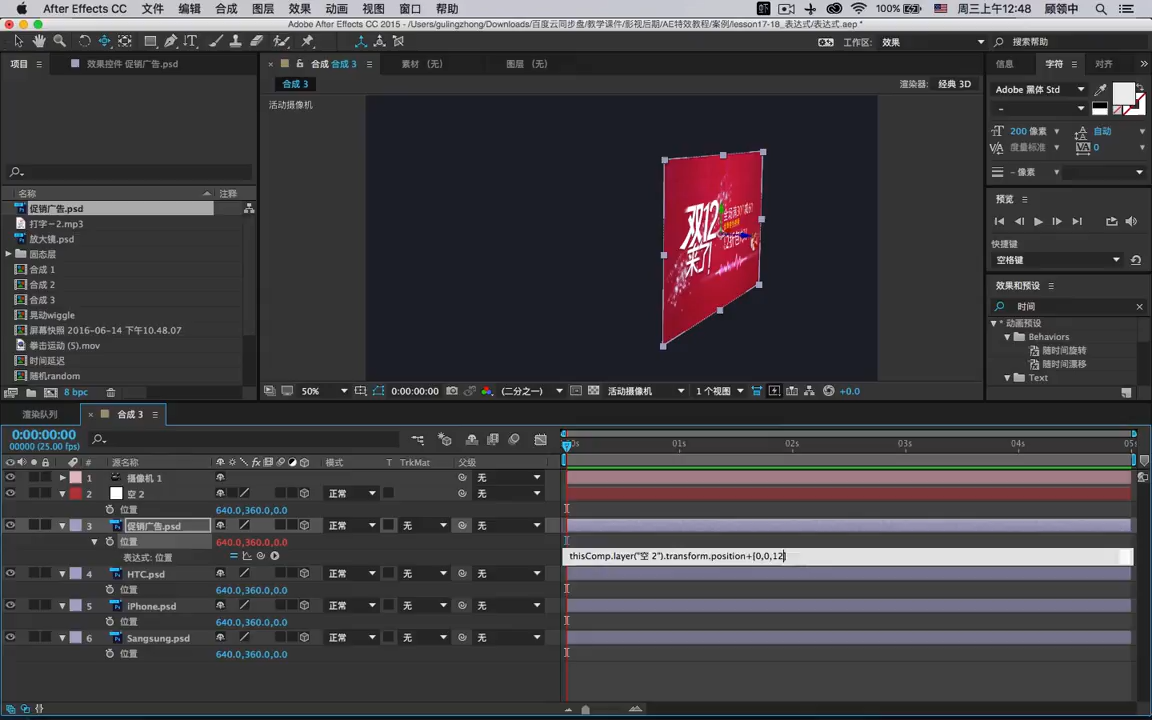 After Effects CC 文件 编辑 合成 图层 效果 动画 视图 窗口 帮助 100% 周三上午12:48 顾领中
Adobe After Effects CC 2015 - /Users/gulingzhong/Downloads/百度云同步盘/教学课件/影视后期/AE特效教程/案例/lesson17-18_表达式/表达式.aep *
工作区: 效果 搜索帮助
项目 效果控件 促销广告.psd
合成 合成 3 素材 (无) 图层 (无)
信息 字符 对齐
合成 3 渲染器: 经典 3D
活动摄像机
Adobe 黑体 Std
-
200 像素 自动
度量标准 0
- 像素
名称 注释
促销广告.psd
打字-2.mp3
放大镜.psd
固态层
合成 1
合成 2
合成 3
晃动wiggle
屏幕快照 2016-06-14 下午10.48.07
拳击运动 (5).mov
时间延迟
随机random
8 bpc
双12
来了!
预览
快捷键
空格键
效果和预设
时间
动画预设
Behaviors
随时间旋转
随时间漂移
Text
50% 0:00:00:00 (二分之一) 活动摄像机 1 个视图 +0.0
渲染队列 合成 3
0:00:00:00
00000 (25.00 fps)
01s 02s 03s 04s
# 源名称 模式 T TrkMat 父级
1 摄像机 1 无
2 空 2 正常 无
位置 640.0,360.0,0.0
3 促销广告.psd 正常 无 无
位置 640.0,360.0,0.0
表达式: 位置
thisComp.layer("空 2").transform.position+[0,0,12]
4 HTC.psd 正常 无 无
位置 640.0,360.0,0.0
5 iPhone.psd 正常 无 无
位置 640.0,360.0,0.0
6 Sangsung.psd 正常 无 无
位置 640.0,360.0,0.0